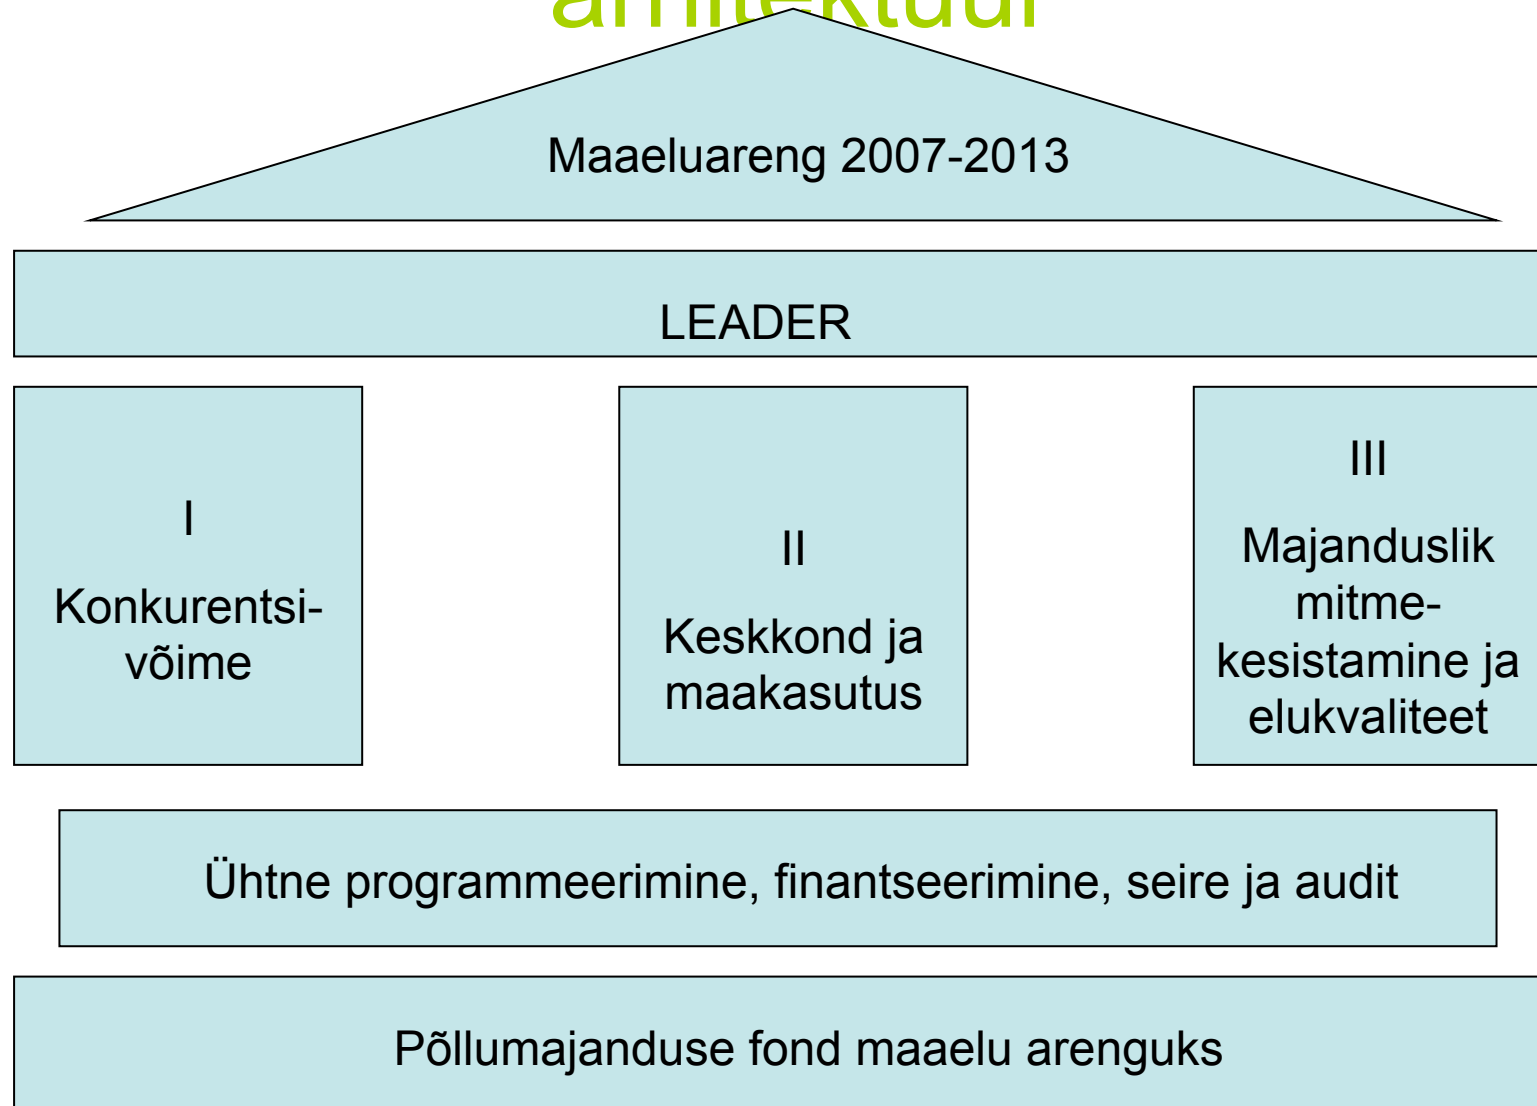 arhitektuur
Maaeluareng 2007-2013
LEADER
I
Konkurentsi-
võime
II
Keskkond ja
maakasutus
III
Majanduslik
mitme-
kesistamine ja
elukvaliteet
Ühtne programmeerimine, finantseerimine, seire ja audit
Põllumajanduse fond maaelu arenguks